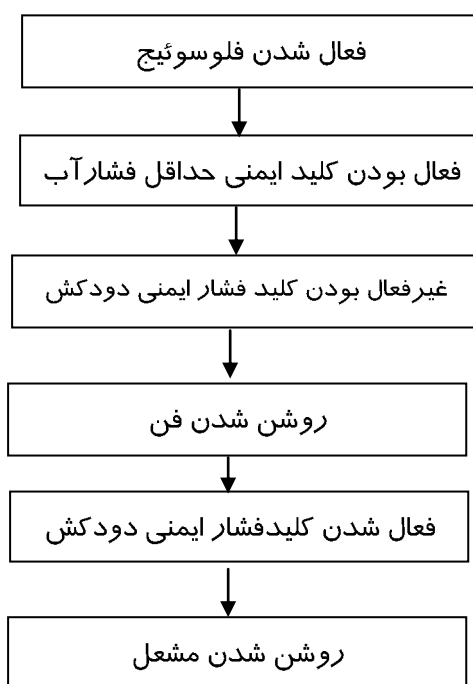 فعال شدن فلوسوئیچ
فعال بودن کلید ایمنی حداقل فشارآب
غیرفعال بودن کلید فشار ایمنی دودکش
روشن شدن فن
فعال شدن کلیدفشار ایمنی دودکش
روشن شدن مشعل